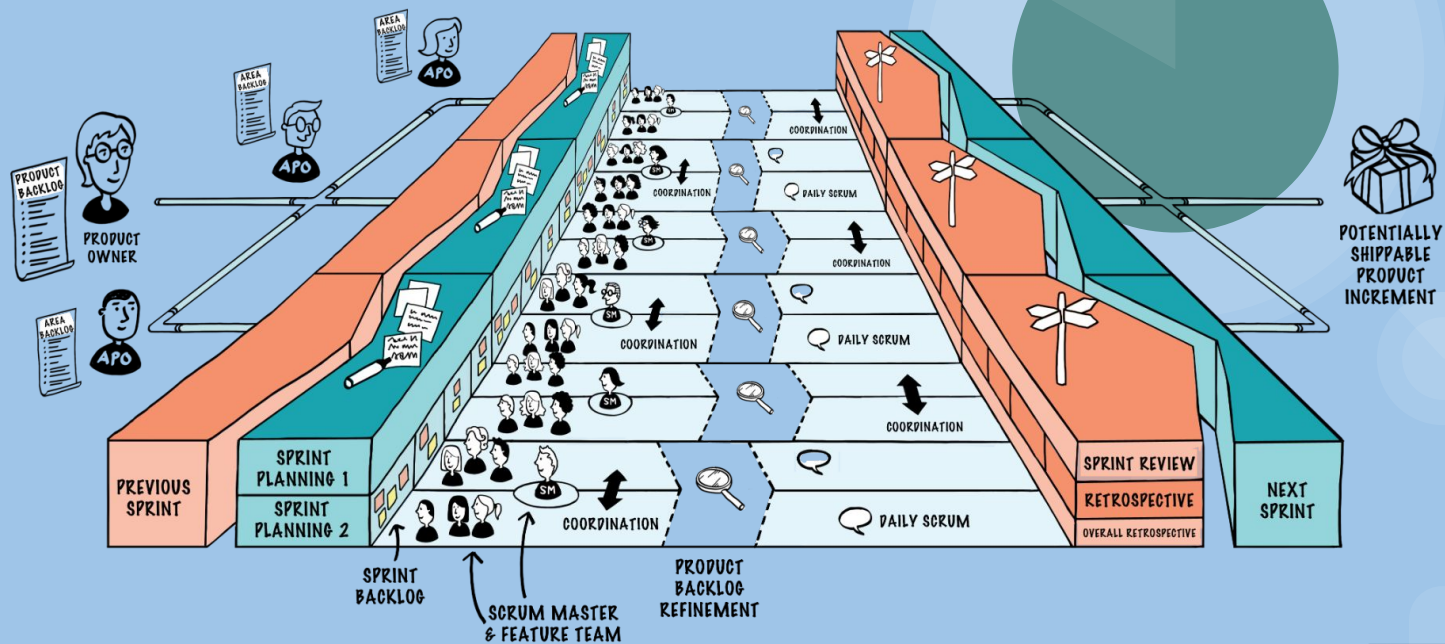 AREA
BACKLOG
APO
AREA
BACKLOG
APO
PRODUCT
BACKLOG
PRODUCT
OWNER
AREA
BACKLOG
APO
COORDINATION
COORDINATION
DAILY SCRUM
COORDINATION
SM
COORDINATION
DAILY SCRUM
SM
COORDINATION
PREVIOUS
SPRINT
SPRINT
PLANNING 1
SPRINT
PLANNING 2
SM
COORDINATION
DAILY SCRUM
SPRINT REVIEW
RETROSPECTIVE
OVERALL RETROSPECTIVE
NEXT
SPRINT
POTENTIALLY
SHIPPABLE
PRODUCT
INCREMENT
SPRINT
BACKLOG
SCRUM MASTER
& FEATURE TEAM
PRODUCT
BACKLOG
REFINEMENT